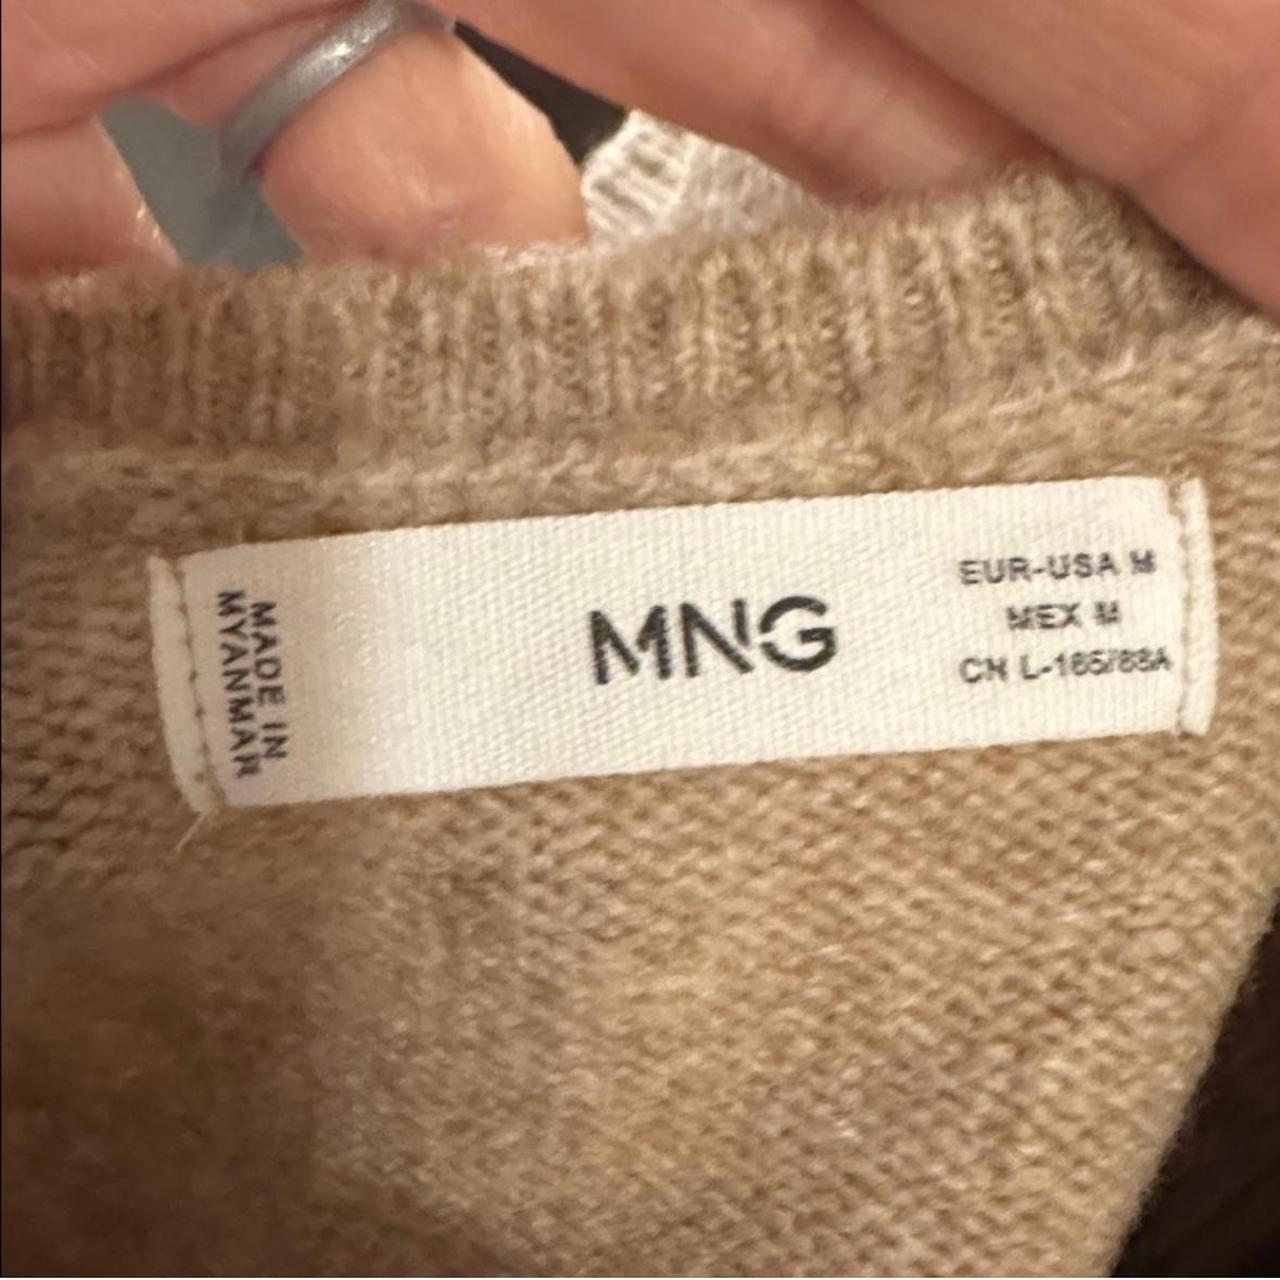 MADE IN
MYANMAR
MNG
EUR-USA M
MEX M
CN L-165/88A